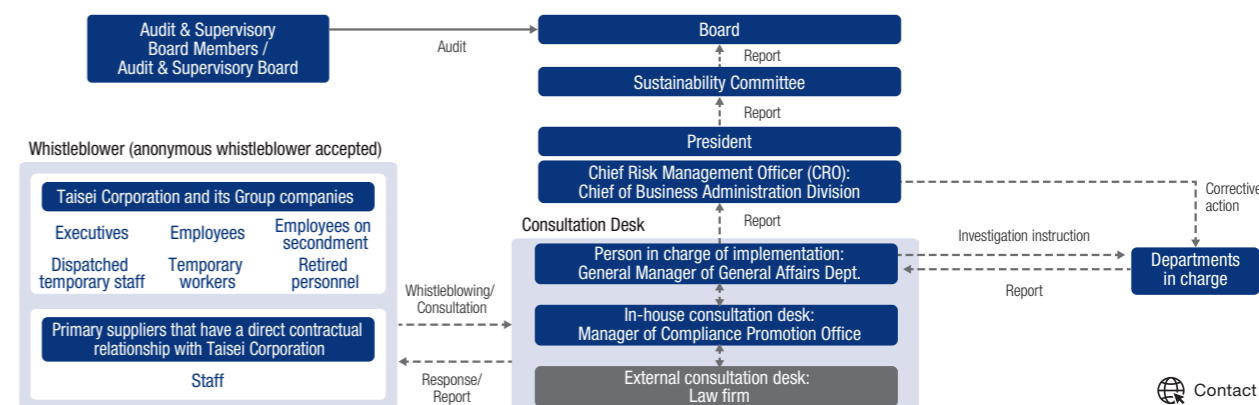 Audit & Supervisory
Board Members /
Audit & Supervisory Board
Audit
Board
Report
Sustainability Committee
Report
President
Chief Risk Management Officer (CRO):
Chief of Business Administration Division
Corrective
action
Whistleblower (anonymous whistleblower accepted)
Taisei Corporation and its Group companies
Executives
Employees
Employees on
secondment
Dispatched
temporary staff
Temporary
workers
Retired
personnel
Primary suppliers that have a direct contractual
relationship with Taisei Corporation
Staff
Whistleblowing/
Consultation
Response/
Report
Consultation Desk
Report
Person in charge of implementation:
General Manager of General Affairs Dept.
Investigation instruction
Report
Departments
in charge
In-house consultation desk:
Manager of Compliance Promotion Office
External consultation desk:
Law firm
Contact